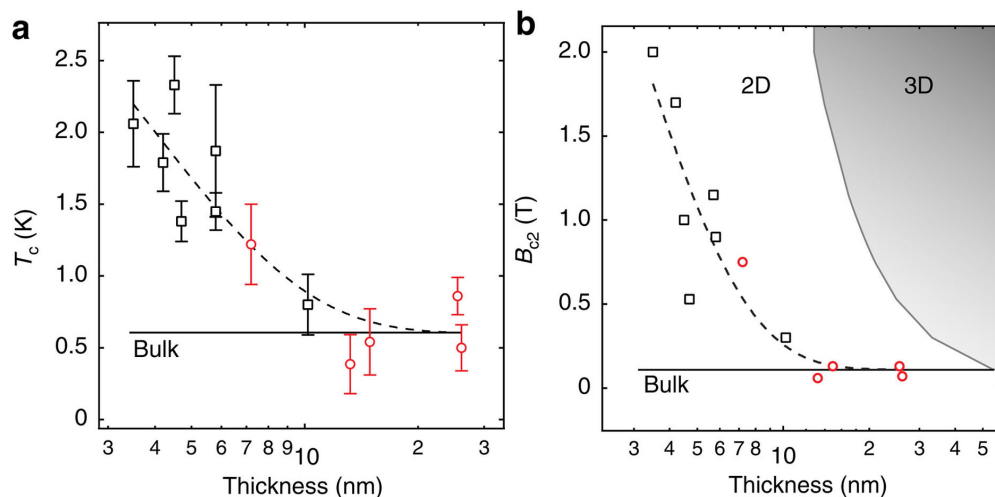 a
2.5
2.0
1.5
1.0
0.5
0
T_c (K)
Bulk
3 4 5 6 7 8 9 10 2 3
Thickness (nm)
b
2.0
1.5
1.0
0.5
0
B_c2 (T)
2D
3D
Bulk
3 4 5 6 7 8 10 2 3 4 5
Thickness (nm)